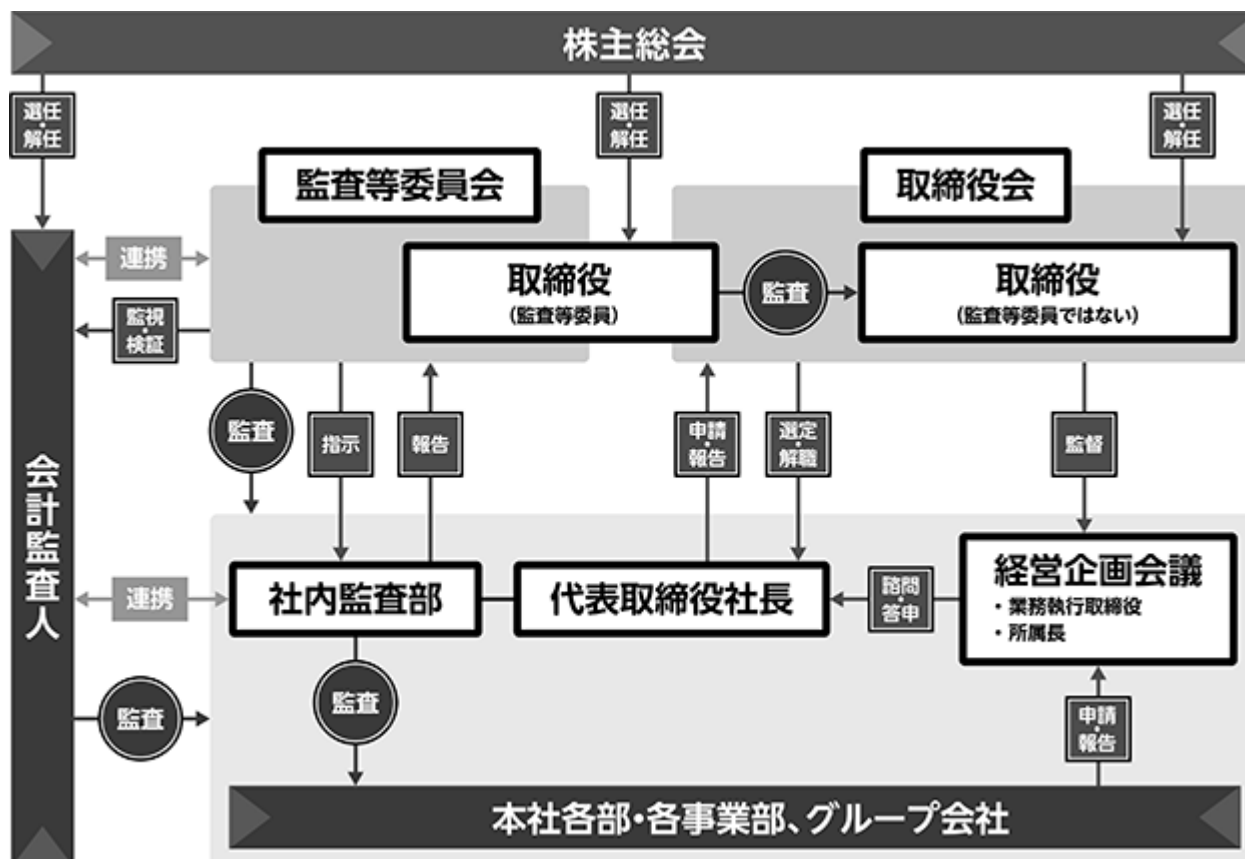 株主総会
選任・解任
選任・解任
選任・解任
監査等委員会
取締役会
連携
取締役
(監査等委員)
監査
取締役
(監査等委員ではない)
監視・検証
監査
指示
報告
申請・報告
選定・解職
監督
会計監査人
連携
社内監査部
代表取締役社長
諮問・答申
経営企画会議
・業務執行取締役
・所属長
監査
監査
申請・報告
本社各部・各事業部、グループ会社